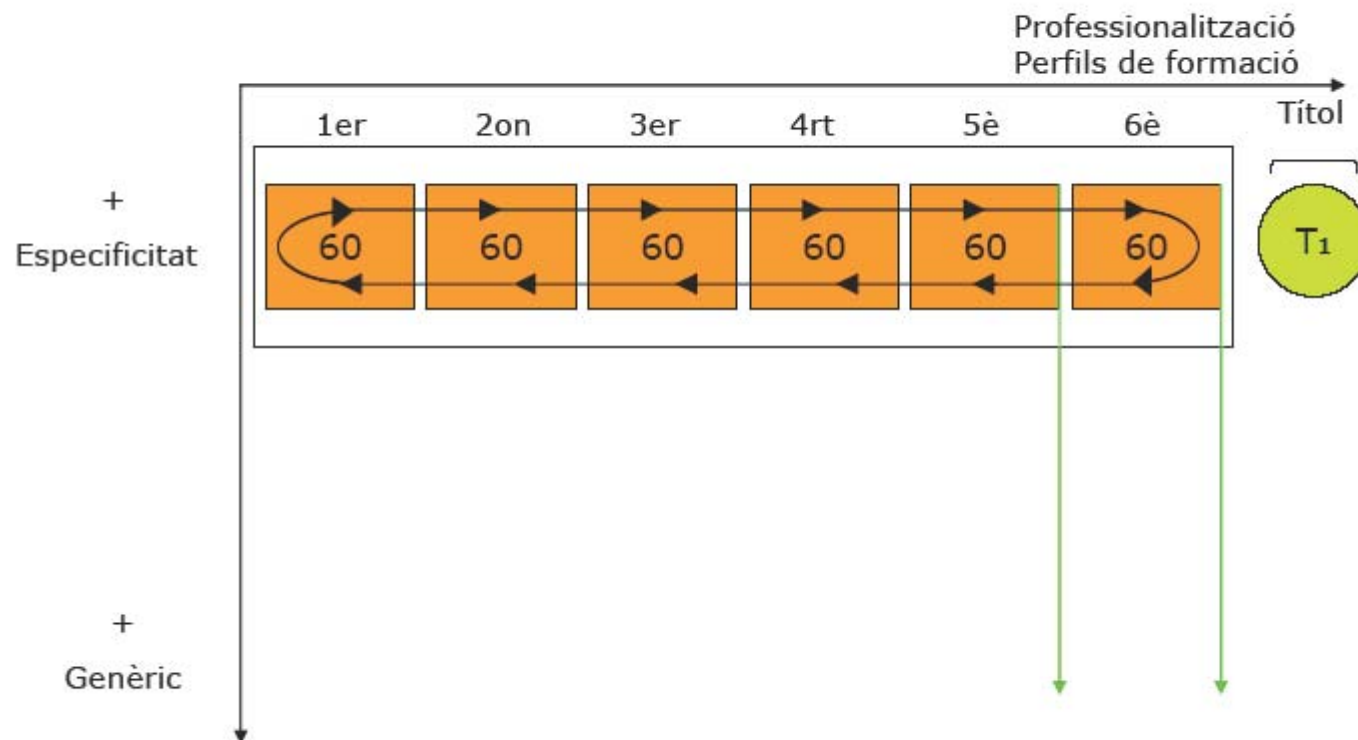 Professionalització
Perfils de formació
1er 2on 3er 4rt 5è 6è Títol
+
Especificitat
60 60 60 60 60 60 T1
+
Genèric